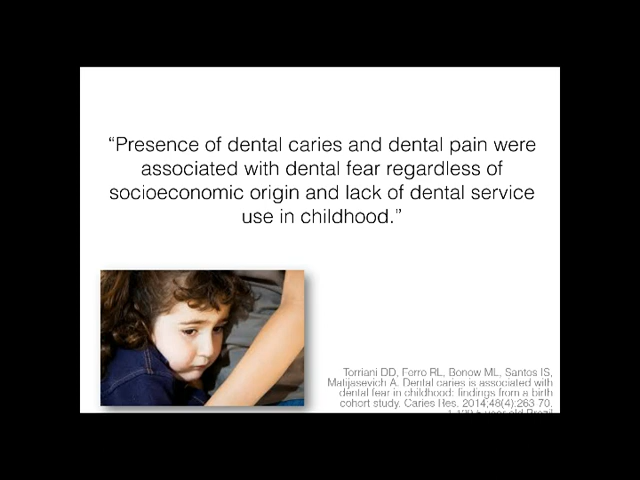 “Presence of dental caries and dental pain were
associated with dental fear regardless of
socioeconomic origin and lack of dental service
use in childhood.”
Torriani DD, Ferro RL, Bonow ML, Santos IS,
Matijasevich A. Dental caries is associated with
dental fear in childhood: findings from a birth
cohort study. Caries Res. 2014;48(4):263 70.